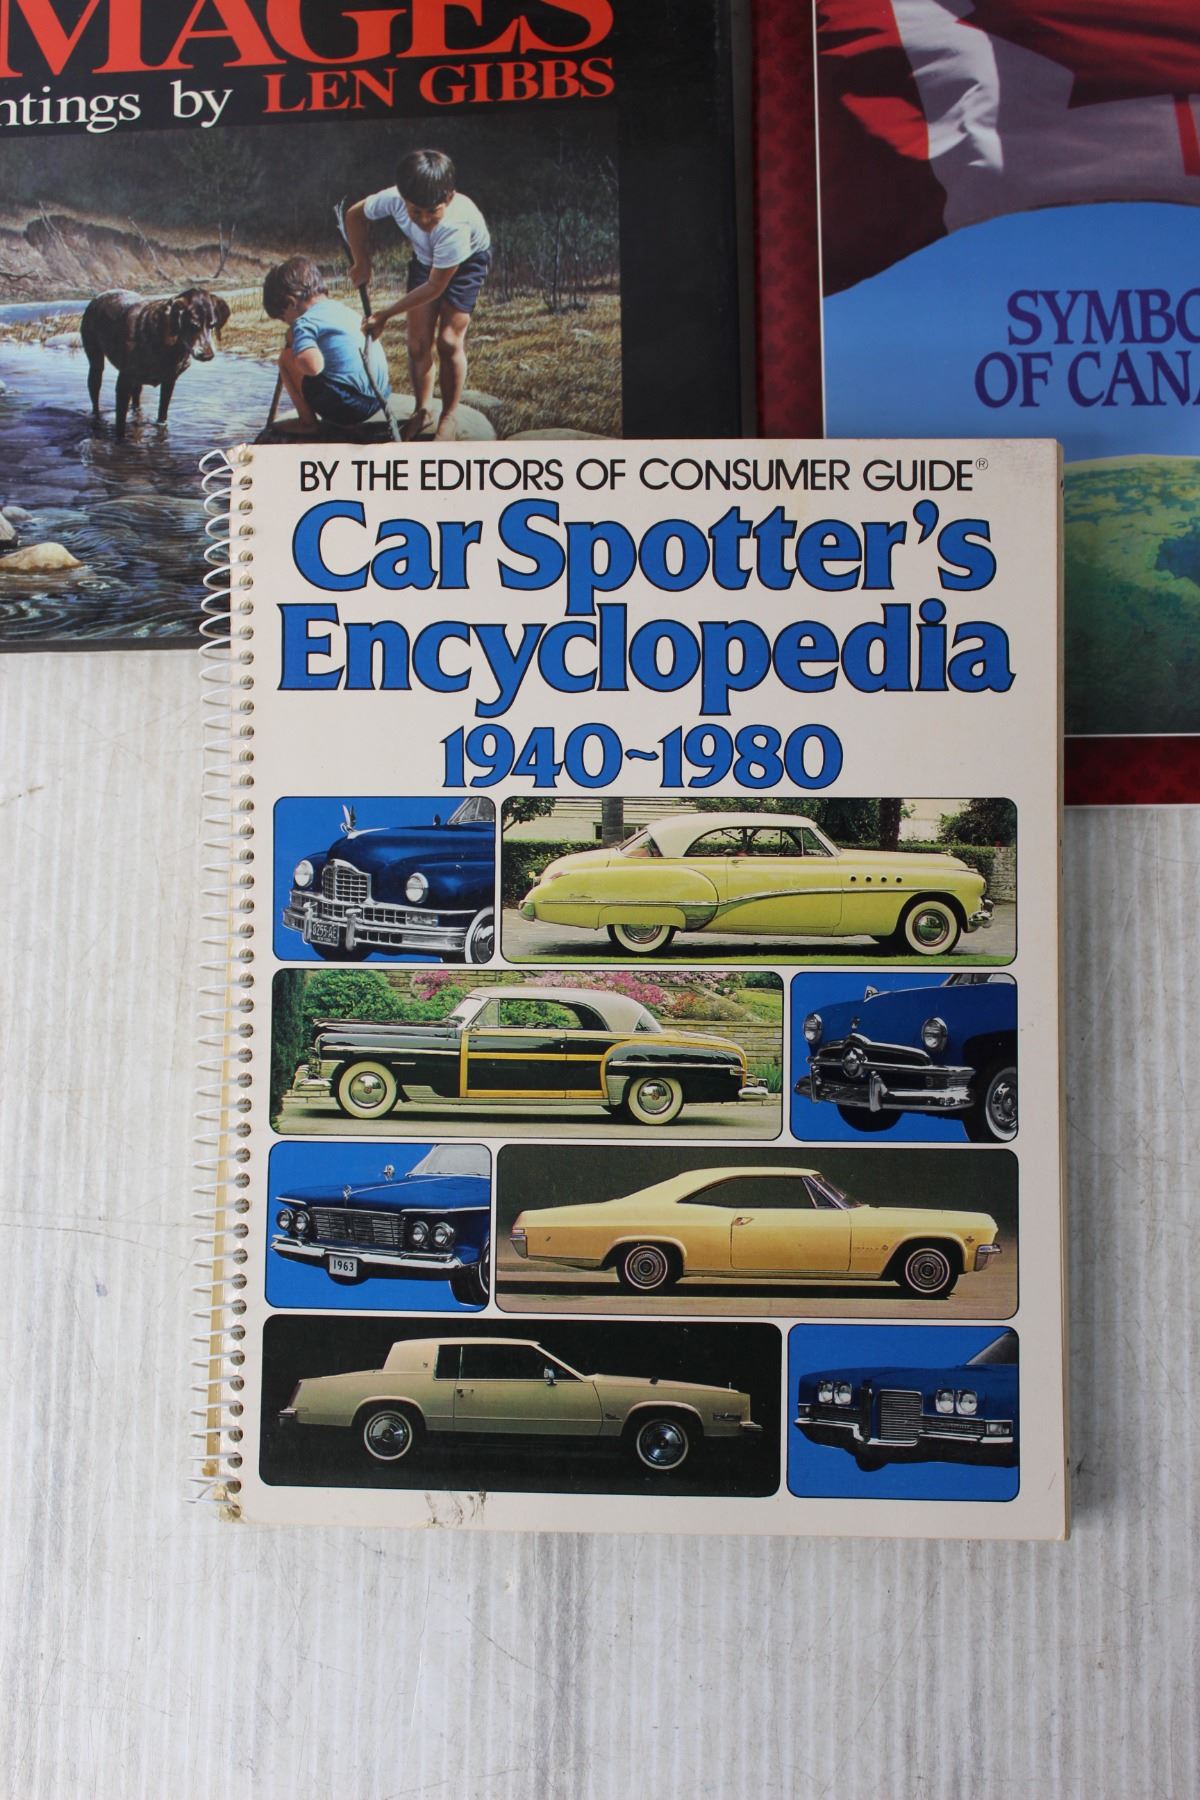 MAGES
ntings by LEN GIBBS
SYMBO
OF CANA
BY THE EDITORS OF CONSUMER GUIDE®
Car Spotter's
Encyclopedia
1940~1980
1963